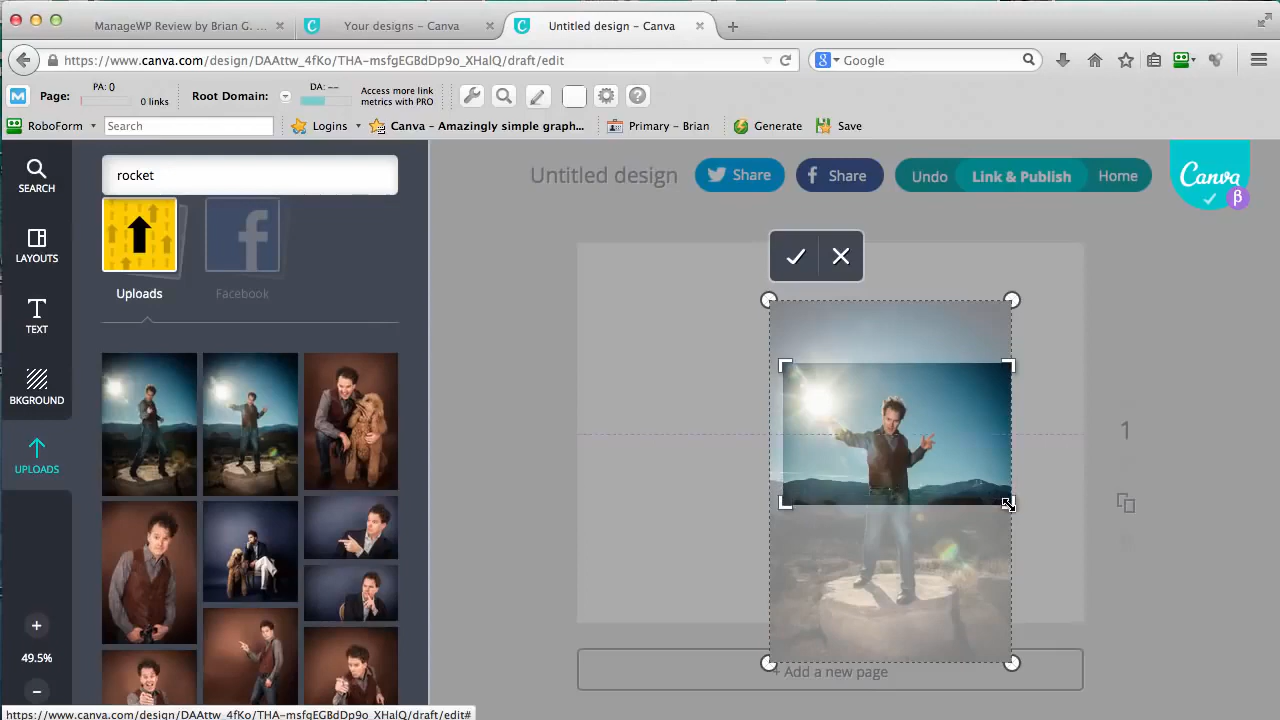 ManageWP Review by Brian G. ...
Your designs – Canva
Untitled design – Canva
https://www.canva.com/design/DAAttw_4fKo/THA-msfgEGBdDp9o_XHalQ/draft/edit
Google
Page:
PA: 0
0 links
Root Domain:
DA: --
Access more link
metrics with PRO
RoboForm
Search
Logins
Canva - Amazingly simple graph...
Primary - Bria
Generate
Save
SEARCH
LAYOUTS
TEXT
BKGROUND
UPLOADS
49.5%
rocket
Uploads
Facebook
Untitled design
Share
Share
Undo
Link & Publish
Home
Canva
β
1
+ Add a new page
https://www.canva.com/design/DAAttw_4fKo/THA-msfgEGBdDp9o_XHalQ/draft/edit#